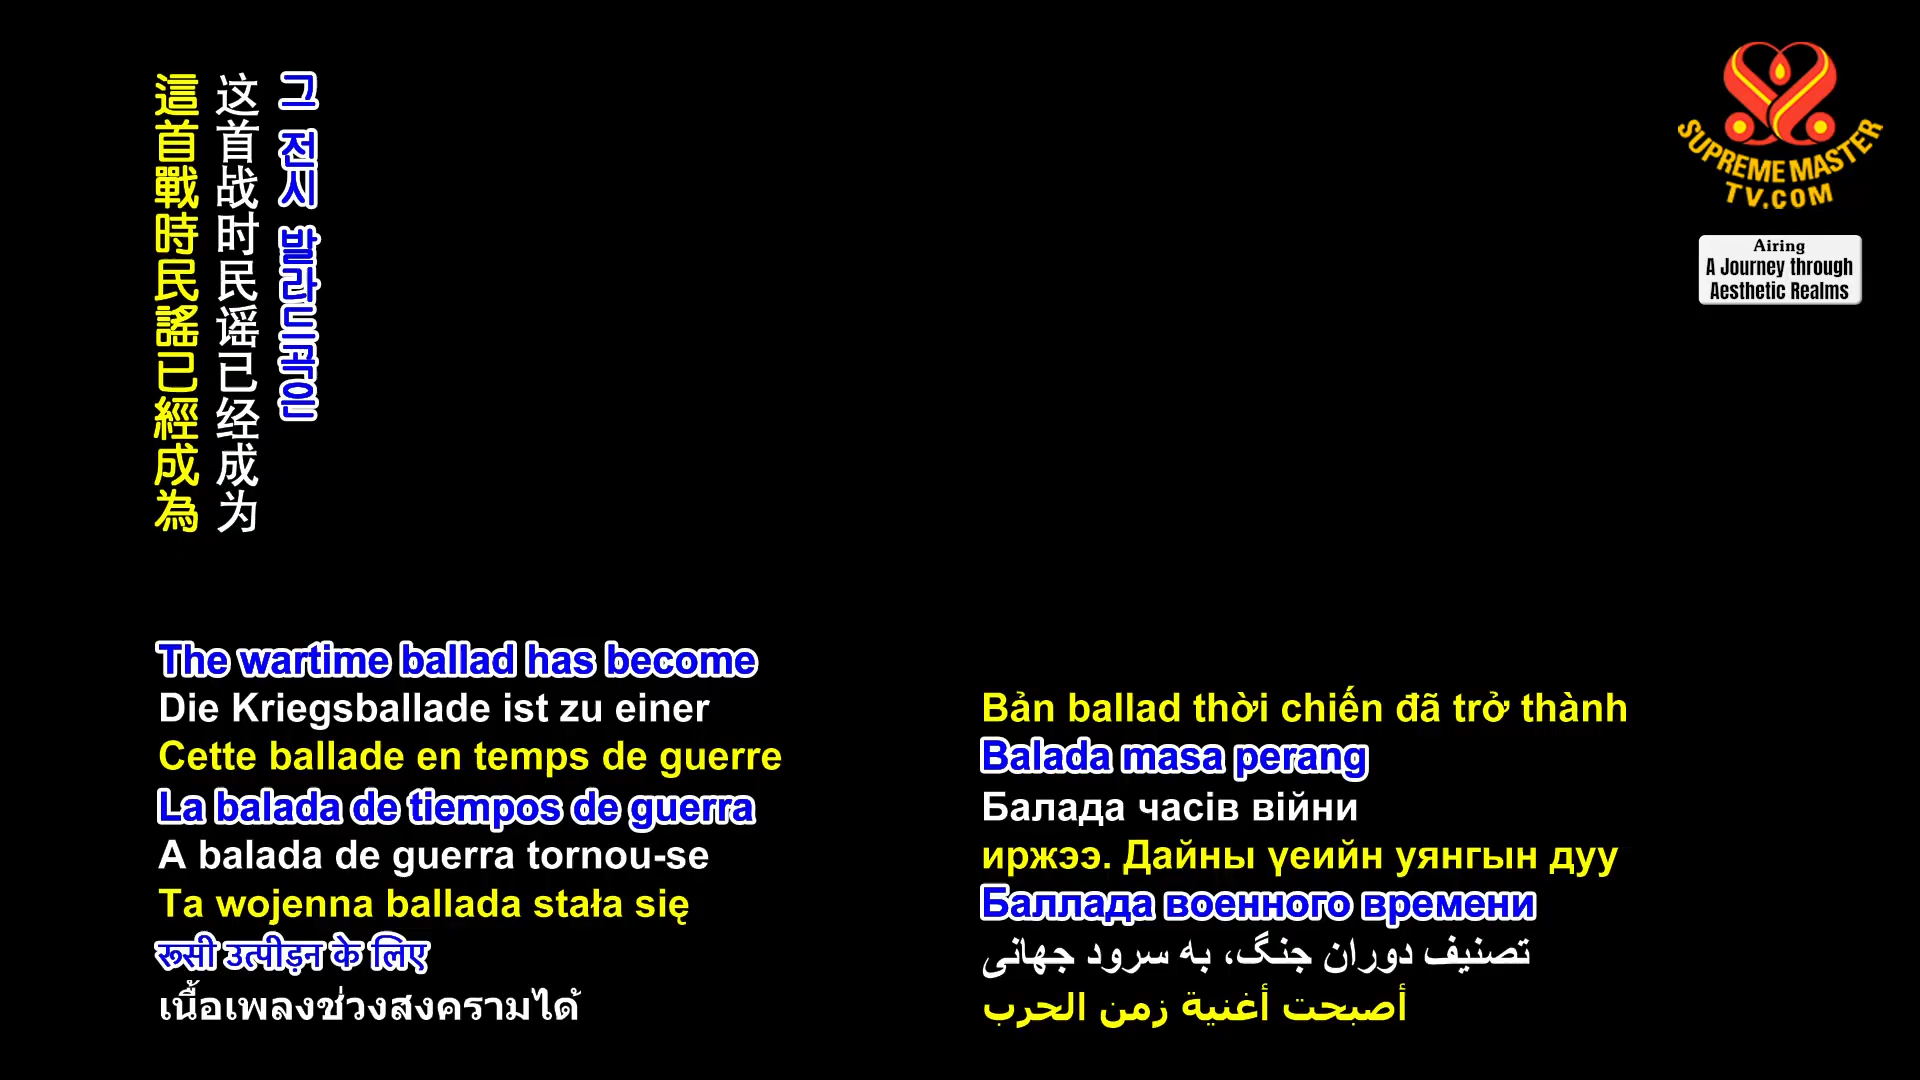 這首戰時民謠已經成為
这首战时民谣已经成为
그 전시 발라드곡은
SUPREME MASTER
TV.COM
Airing
A Journey through
Aesthetic Realms
The wartime ballad has become
Die Kriegsballade ist zu einer
Cette ballade en temps de guerre
La balada de tiempos de guerra
A balada de guerra tornou-se
Ta wojenna ballada stała się
रूसी उत्पीड़न के लिए
เนื้อเพลงช่วงสงครามได้
Bản ballad thời chiến đã trở thành
Balada masa perang
Балада часів війни
иржээ. Дайны үеийн уянгын дуу
Баллада военного времени
تصنیف دوران جنگ، به سرود جهانی
أصبحت أغنية زمن الحرب